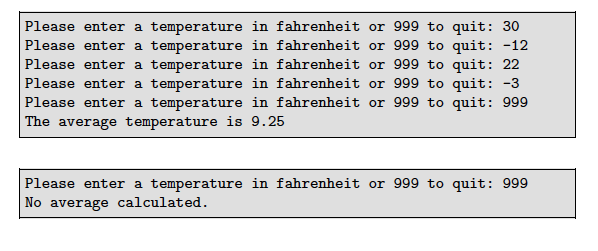 Please enter a temperature in fahrenheit or 999 to quit: 30
Please enter a temperature in fahrenheit or 999 to quit: -12
Please enter a temperature in fahrenheit or 999 to quit: 22
Please enter a temperature in fahrenheit or 999 to quit: -3
Please enter a temperature in fahrenheit or 999 to quit: 999
The average temperature is 9.25
Please enter a temperature in fahrenheit or 999 to quit: 999
No average calculated.